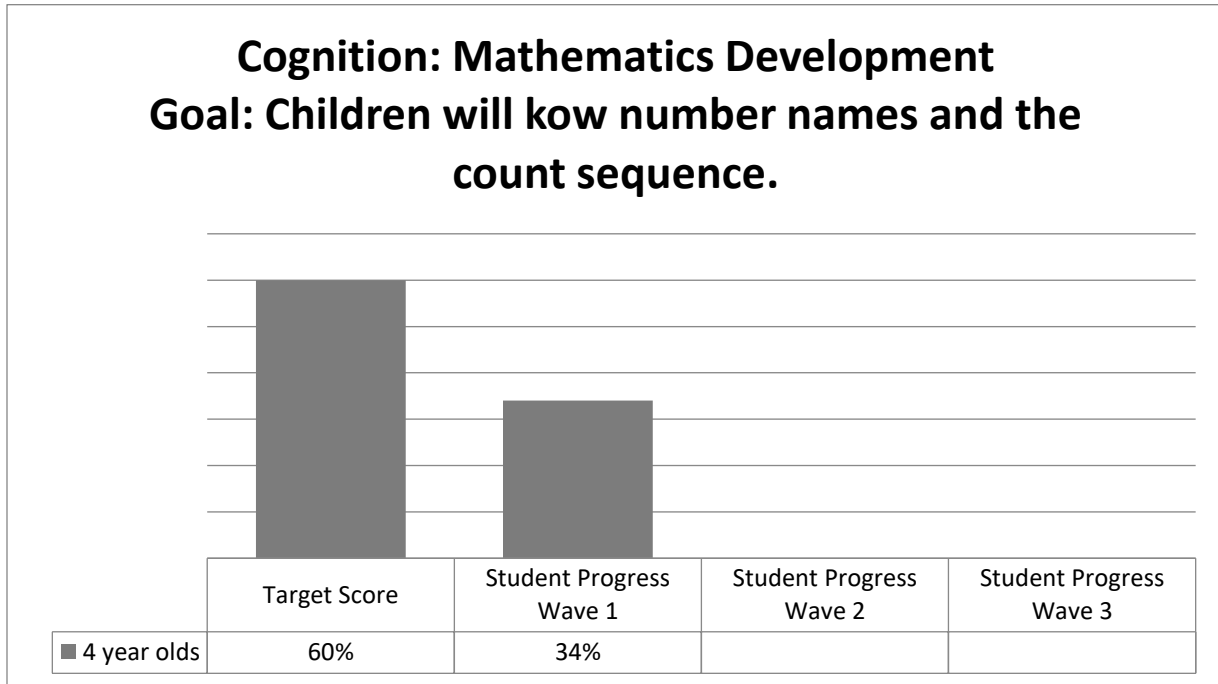 Cognition: Mathematics Development
Goal: Children will kow number names and the
count sequence.
Target Score
Student Progress
Wave 1
Student Progress
Wave 2
Student Progress
Wave 3
4 year olds 60% 34%